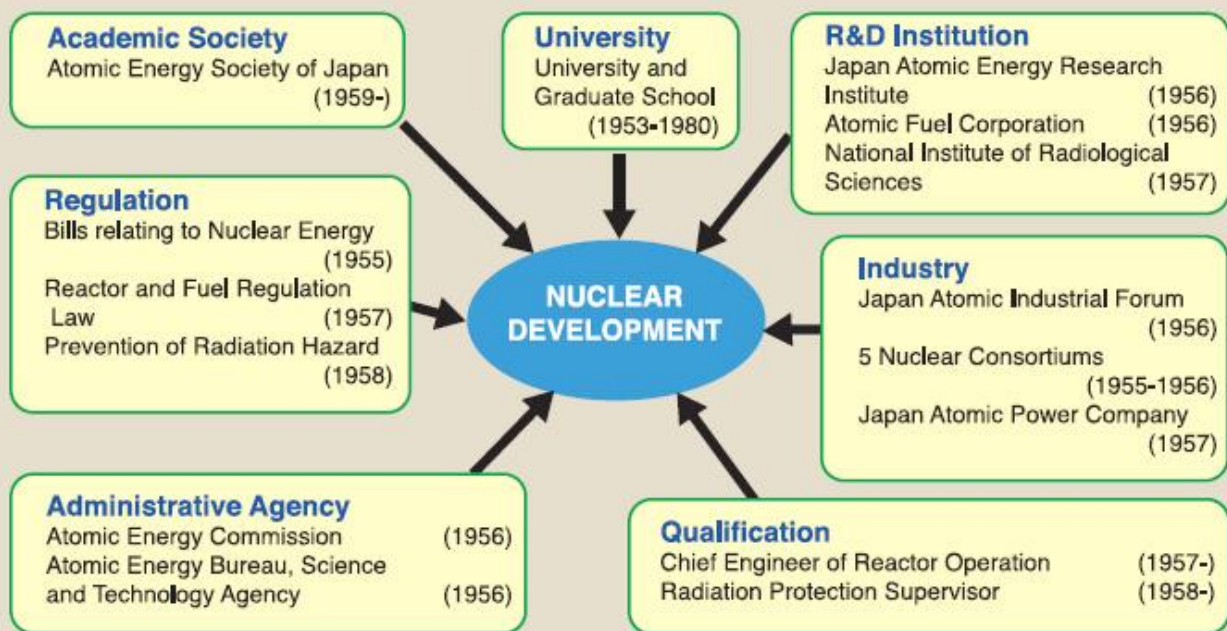 Academic Society
Atomic Energy Society of Japan
(1959-)
University
University and
Graduate School
(1953-1980)
R&D Institution
Japan Atomic Energy Research
Institute (1956)
Atomic Fuel Corporation (1956)
National Institute of Radiological
Sciences (1957)
Regulation
Bills relating to Nuclear Energy
(1955)
Reactor and Fuel Regulation
Law (1957)
Prevention of Radiation Hazard
(1958)
NUCLEAR
DEVELOPMENT
Industry
Japan Atomic Industrial Forum
(1956)
5 Nuclear Consortiums
(1955-1956)
Japan Atomic Power Company
(1957)
Administrative Agency
Atomic Energy Commission (1956)
Atomic Energy Bureau, Science
and Technology Agency (1956)
Qualification
Chief Engineer of Reactor Operation (1957-)
Radiation Protection Supervisor (1958-)